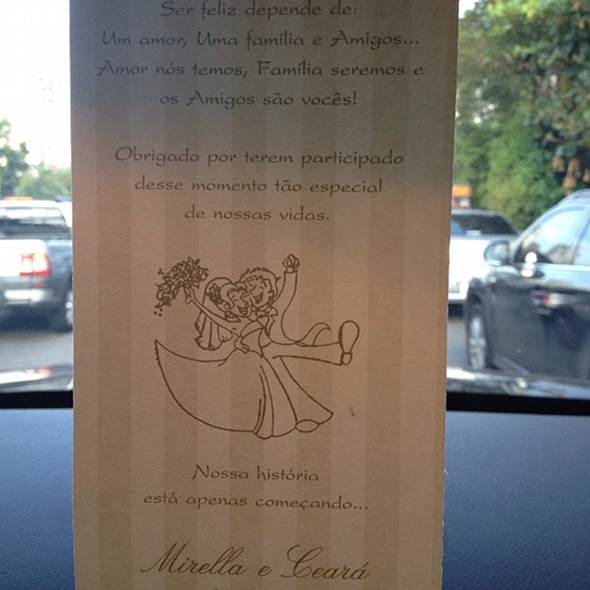 Ser feliz depende de:
Um amor, Uma família e Amigos...
Amor nós temos, Família seremos e
os Amigos são vocês!
Obrigado por terem participado
desse momento tão especial
de nossas vidas.
Nossa história
está apenas começando...
Mirella e Ceará